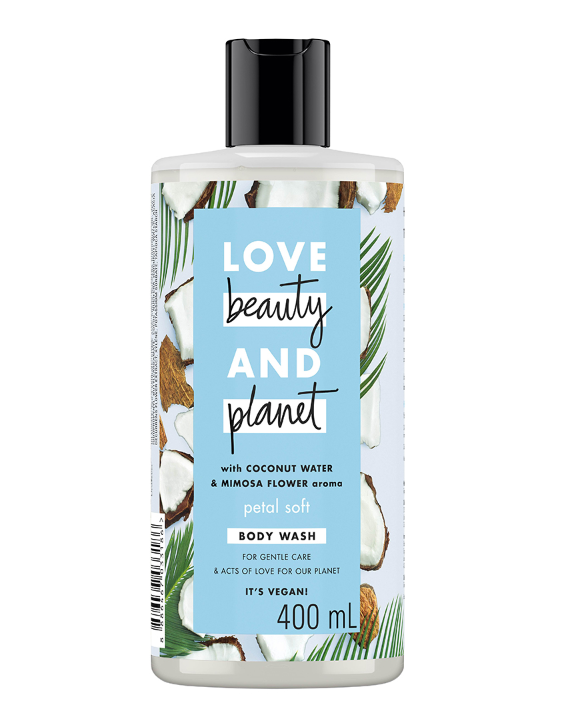 LOVE
beauty
AND
planet
with COCONUT WATER
& MIMOSA FLOWER aroma
petal soft
BODY WASH
FOR GENTLE CARE
& ACTS OF LOVE FOR OUR PLANET
IT'S VEGAN!
400 mL